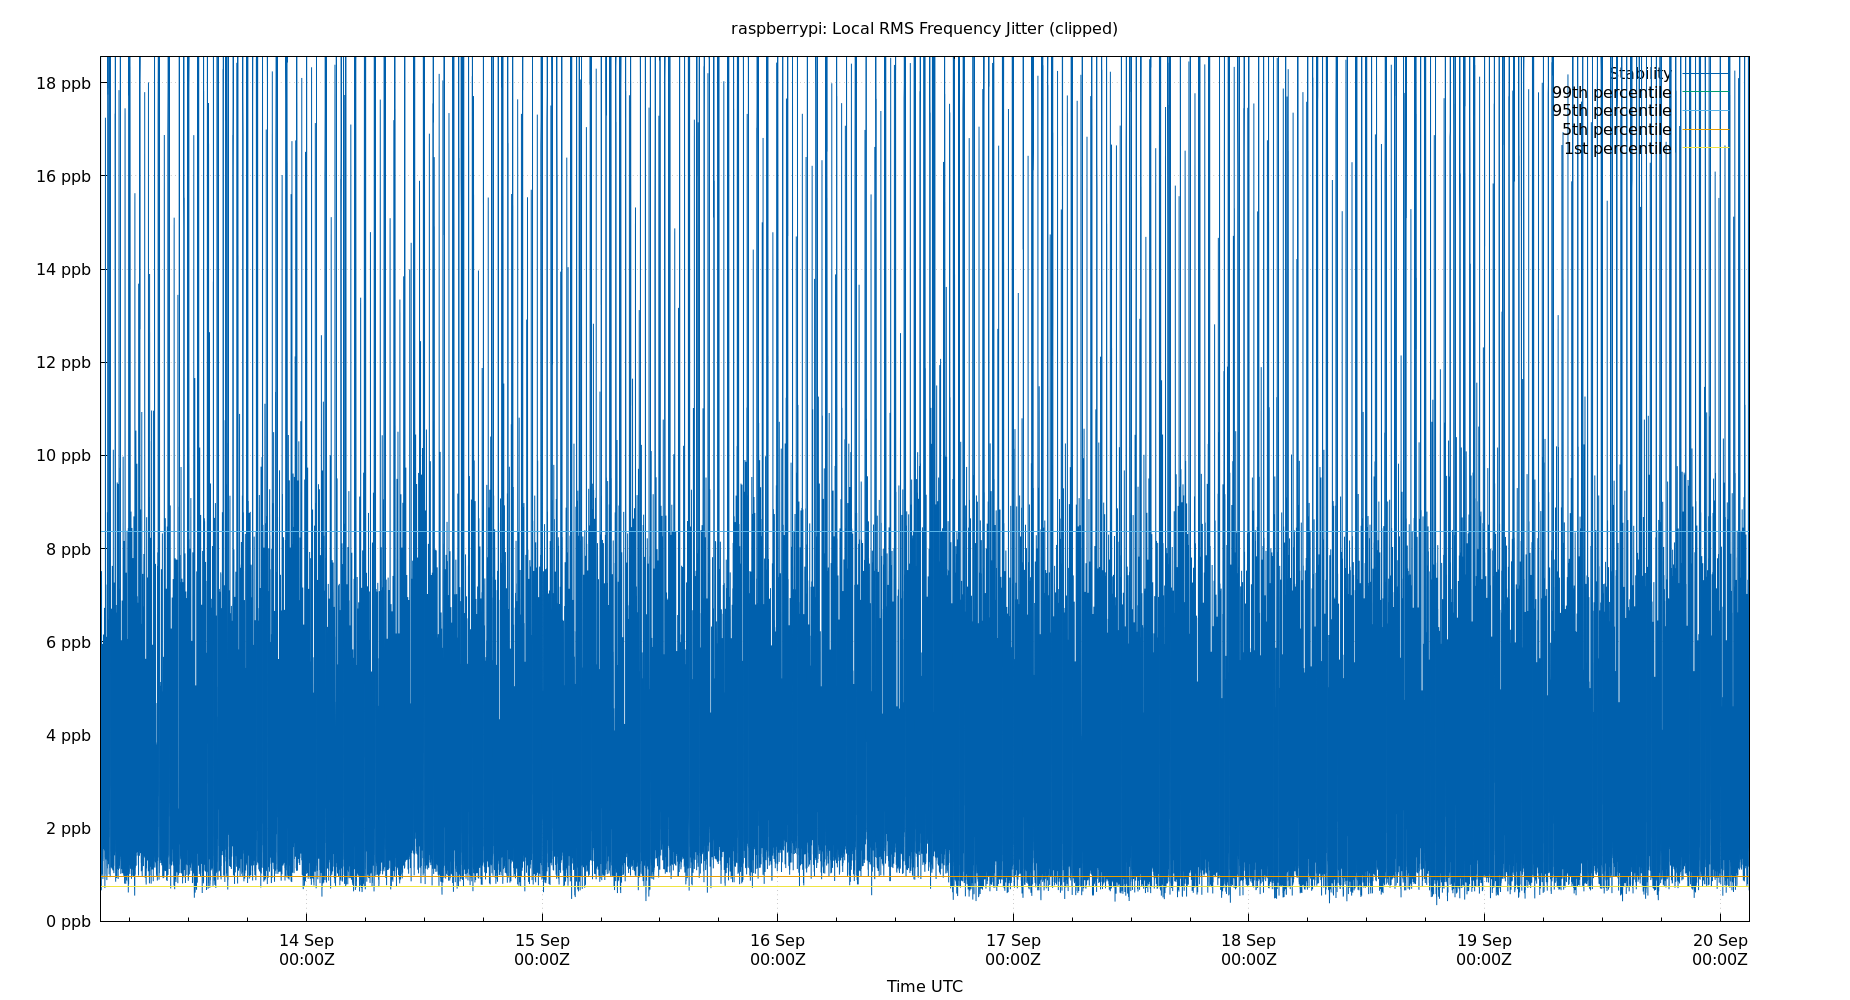 raspberrypi: Local RMS Frequency Jitter (clipped)
18 ppb
16 ppb
14 ppb
12 ppb
10 ppb
8 ppb
6 ppb
4 ppb
2 ppb
0 ppb
Stability
99th percentile
95th percentile
5th percentile
1st percentile
14 Sep
00:00Z
15 Sep
00:00Z
16 Sep
00:00Z
17 Sep
00:00Z
18 Sep
00:00Z
19 Sep
00:00Z
20 Sep
00:00Z
Time UTC